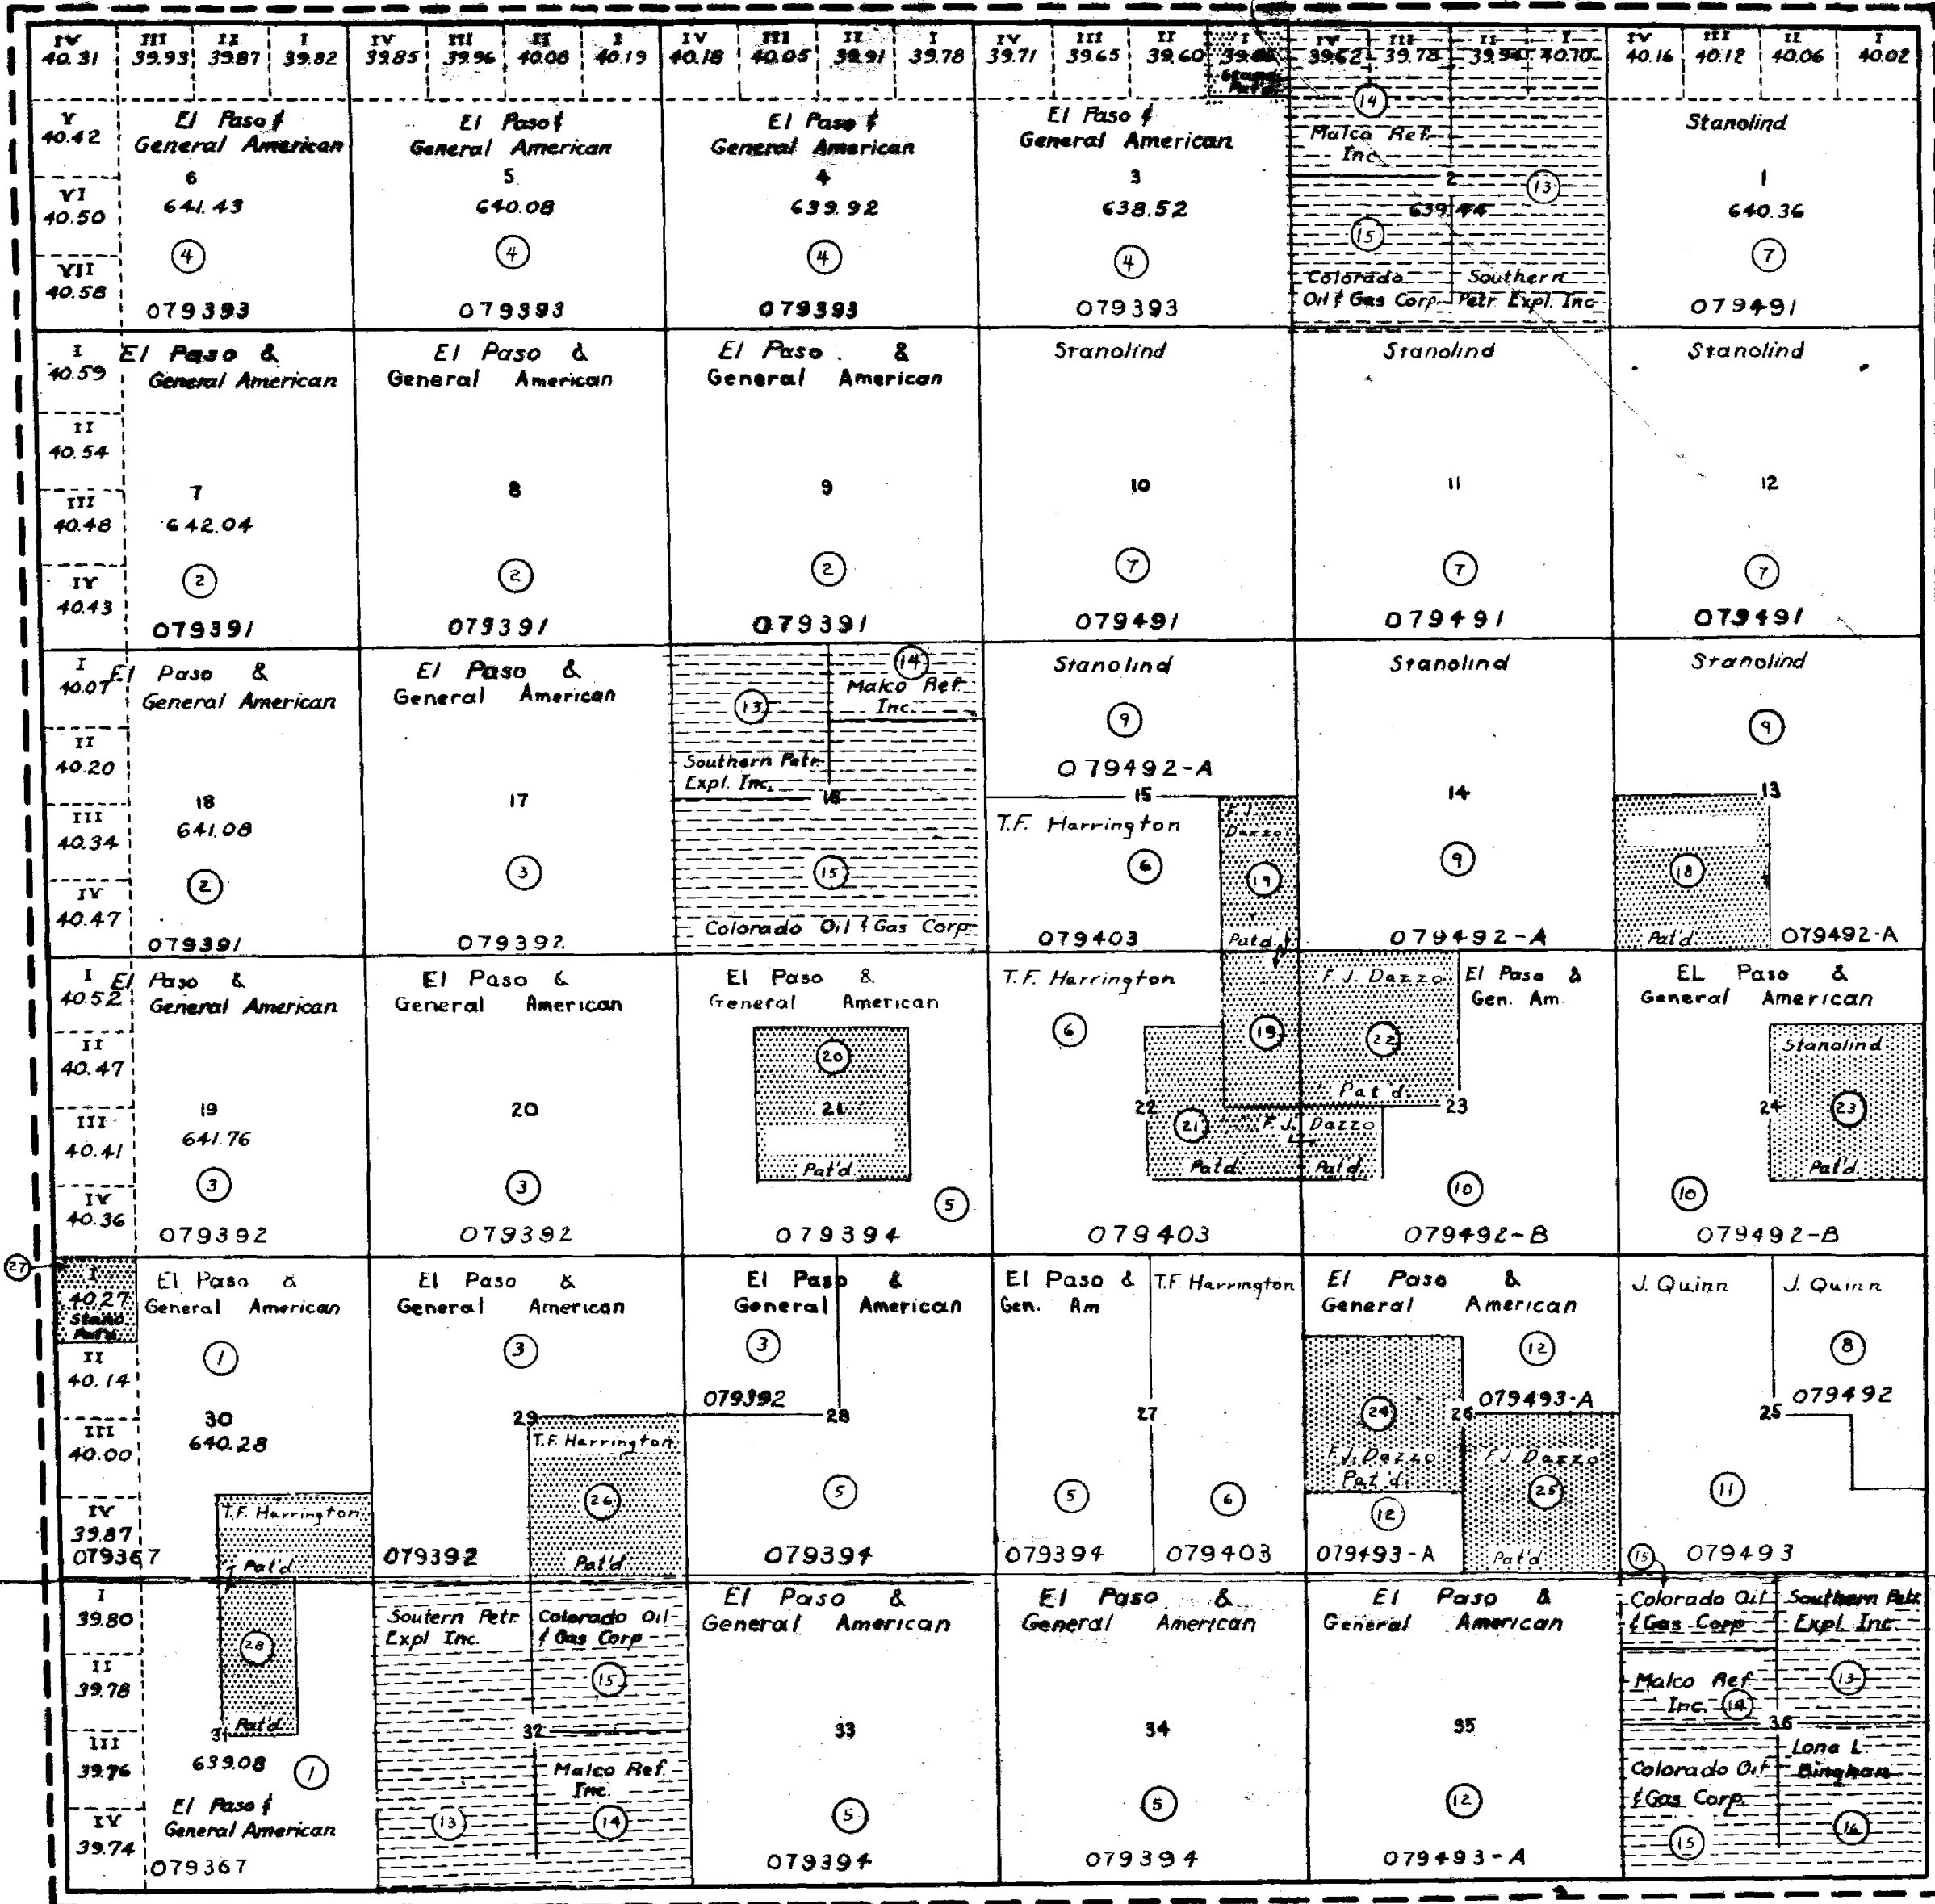 IV III II I IV III II I IV III II I IV III II I IV III II I IV III II I
40.31 39.93 39.87 39.82 39.85 39.96 40.08 40.19 40.18 40.05 39.91 39.78 39.71 39.65 39.60 39.62 39.78 39.94 40.10 40.16 40.12 40.06 40.02
Stano
Pat'd
V
40.42
VI
40.50
VII
40.58
El Paso &
General American
6
641.43
4
079393
El Paso &
General American
5
640.08
4
079393
El Paso &
General American
4
639.92
4
079393
El Paso &
General American
3
638.52
4
079393
14
Malco Ref.
Inc.
2
13
639.44
15
Colorado
Oil & Gas Corp.
Southern
Petr Expl. Inc
Stanolind
1
640.36
7
079491
I
40.59
II
40.54
III
40.48
IV
40.43
El Paso &
General American
7
642.04
2
079391
El Paso &
General American
8
2
079391
El Paso &
General American
9
2
079391
Stanolind
10
7
079491
Stanolind
11
7
079491
Stanolind
12
7
079491
I
40.07
II
40.20
III
40.34
IV
40.47
El Paso &
General American
18
641.08
2
079391
El Paso &
General American
17
3
079392
14
Malco Ref.
Inc.
13
Southern Petr.
Expl. Inc.
16
15
Colorado Oil & Gas Corp.
Stanolind
9
079492-A
15
T.F. Harrington
6
079403
F.J.
Dazzo
19
Pat'd
Stanolind
14
9
079492-A
Stanolind
9
13
18
Pat'd.
079492-A
I
40.52
II
40.47
III
40.41
IV
40.36
El Paso &
General American
19
641.76
3
079392
El Paso &
General American
20
3
079392
El Paso &
General American
20
21
Pat'd
5
079394
T.F. Harrington
6
19
22
21
Pat'd
079403
F.J. Dazzo
22
Pat'd.
El Paso &
Gen. Am.
23
F.J. Dazzo
Pat'd.
10
079492-B
EL Paso &
General American
Stanolind
24
23
Pat'd.
10
079492-B
27
I
40.27
Stano
Pat'd
II
40.14
III
40.00
IV
39.87
079367
El Paso &
General American
1
30
640.28
T.F. Harrington
Pat'd
El Paso &
General American
3
29
T.F. Harrington
26
079392
Pat'd
El Paso &
General American
3
079392
28
5
079394
El Paso &
Gen. Am
T.F. Harrington
27
5
6
079394
079403
El Paso &
General American
12
079493-A
24
26
F.J. Dazzo
Pat'd.
F.J. Dazzo
25
12
079493-A
Pat'd
J. Quinn
J. Quinn
8
079492
25
11
15
079493
I
39.80
II
39.78
III
39.76
IV
39.74
28
Pat'd
31
639.08
1
El Paso &
General American
079367
Soutern Petr
Expl Inc.
Colorado Oil
& Gas Corp
15
32
Malco Ref.
Inc.
13
14
El Paso &
General American
33
5
079394
El Paso &
General American
34
5
079394
El Paso &
General American
35
12
079493-A
Colorado Oil
& Gas Corp
Southern Petr
Expl. Inc.
13
Malco Ref.
Inc. 14
36
Colorado Oil
& Gas Corp.
15
Lona L.
16